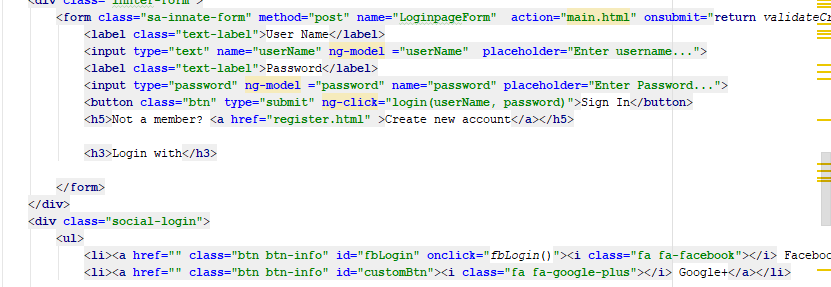 <div class="innter-form">
<form class="sa-innate-form" method="post" name="LoginpageForm"  action="main.html" onsubmit="return validateCr
<label class="text-label">User Name</label>
<input type="text" name="userName" ng-model ="userName"  placeholder="Enter username...">
<label class="text-label">Password</label>
<input type="password" ng-model ="password" name="password" placeholder="Enter Password...">
<button class="btn" type="submit" ng-click="login(userName, password)">Sign In</button>
<h5>Not a member? <a href="register.html" >Create new account</a></h5>
<h3>Login with</h3>
</form>
</div>
<div class="social-login">
<ul>
<li><a href="" class="btn btn-info" id="fbLogin" onclick="fbLogin()"><i class="fa fa-facebook"></i> Facebo
<li><a href="" class="btn btn-info" id="customBtn"><i class="fa fa-google-plus"></i> Google+</a></li>